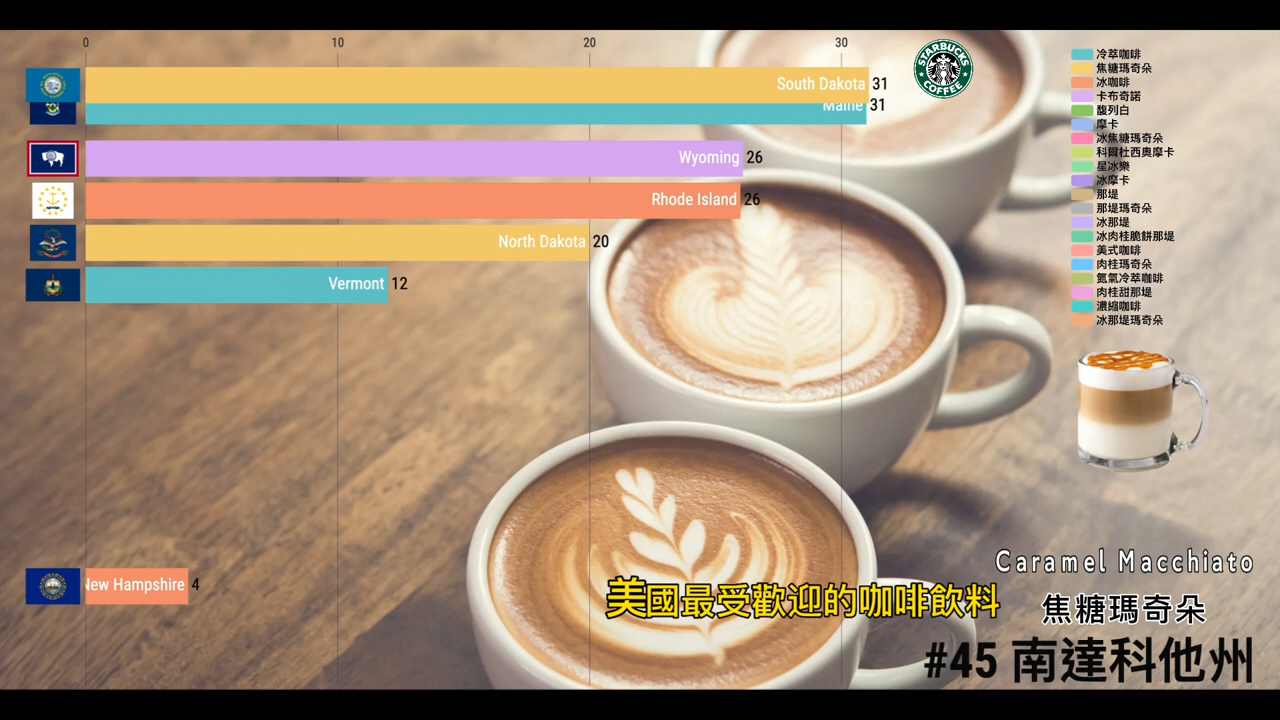 0 10 20 30
South Dakota 31
Maine 31
Wyoming 26
Rhode Island 26
North Dakota 20
Vermont 12
New Hampshire 4
STARBUCKS
COFFEE
冷萃咖啡
焦糖瑪奇朵
冰咖啡
卡布奇諾
馥列白
摩卡
冰焦糖瑪奇朵
科爾杜西奧摩卡
星冰樂
冰摩卡
那堤
那堤瑪奇朵
冰那堤
冰肉桂脆餅那堤
美式咖啡
肉桂瑪奇朵
氮氣冷萃咖啡
肉桂甜那堤
濃縮咖啡
冰那堤瑪奇朵
Caramel Macchiato
美國最受歡迎的咖啡飲料
焦糖瑪奇朵
#45 南達科他州